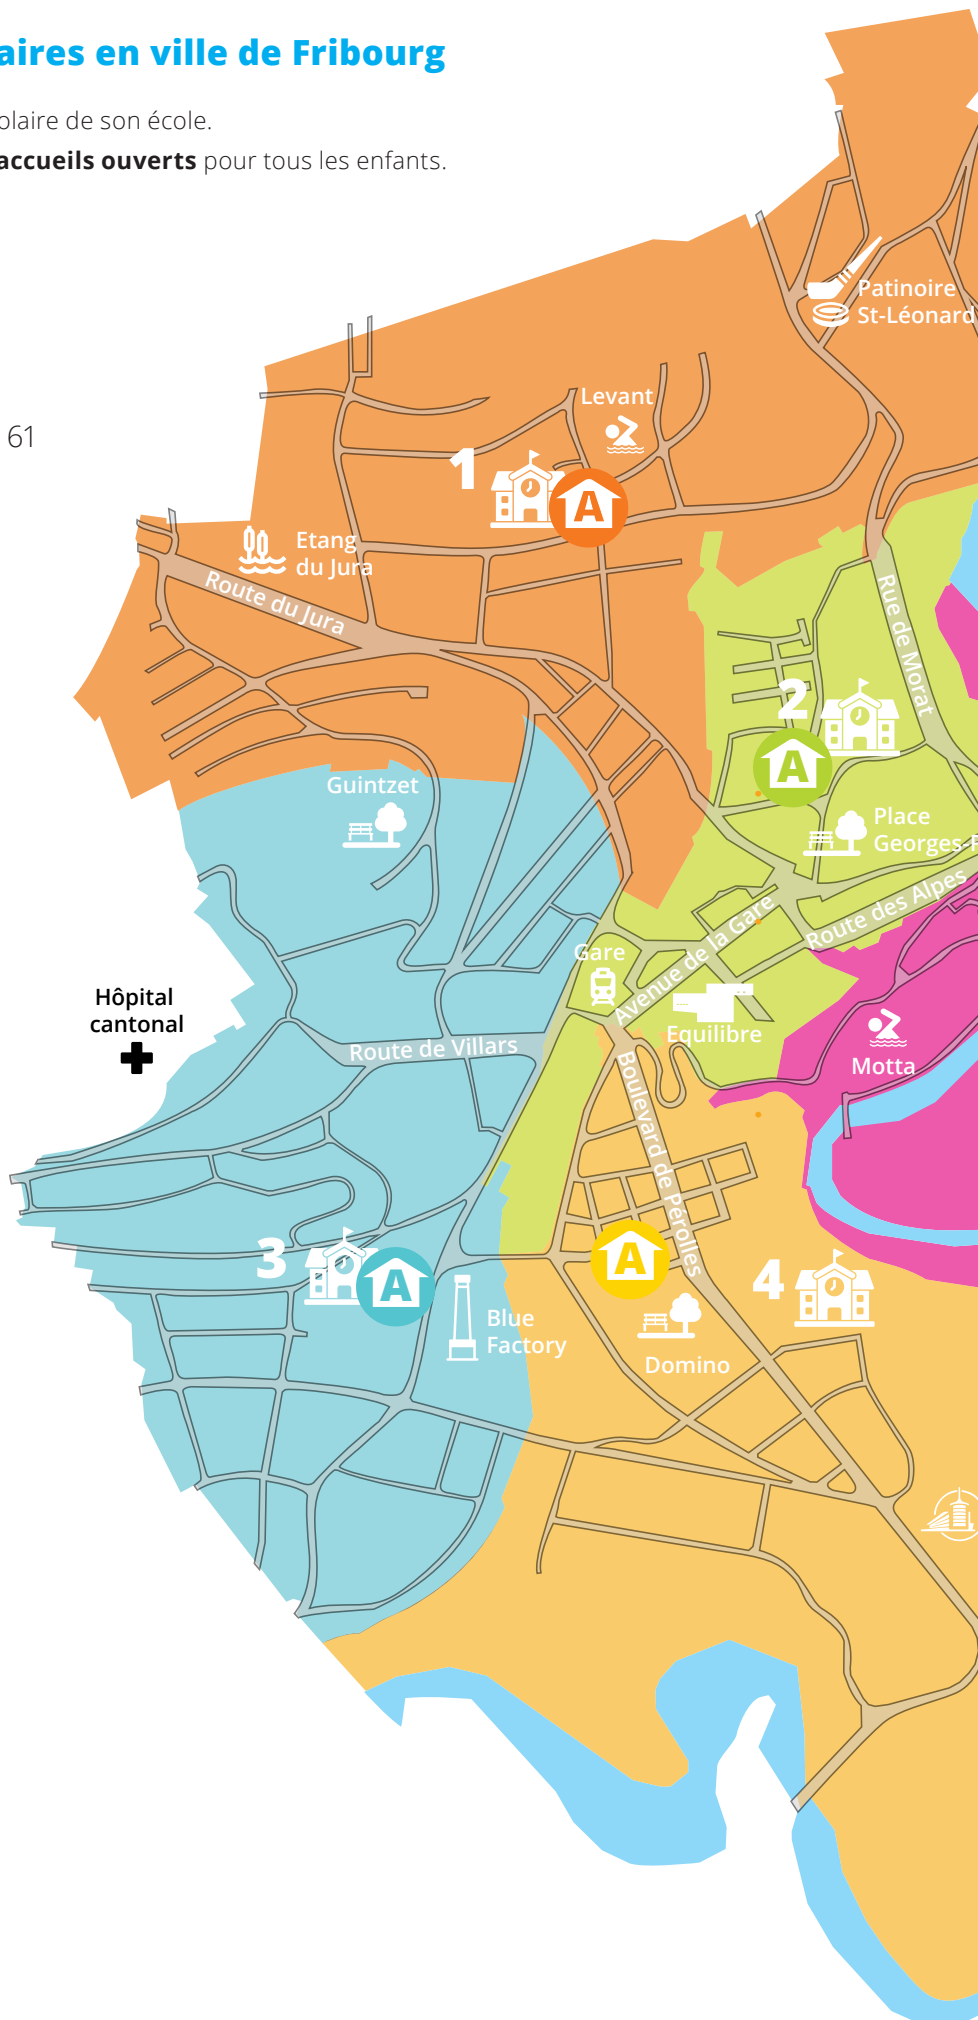 aires en ville de Fribourg
olaire de son école.
accueils ouverts pour tous les enfants.
Patinoire
St-Léonard
Levant
61
1
A
Etang
du Jura
Route du Jura
Rue de Morat
2
A
Guintzet
Place
Georges-
Route des Alpes
Avenue de la Gare
Gare
Hôpital
cantonal
Equilibre
Route de Villars
Motta
Boulevard de Pérolles
3
A
A
4
Blue
Factory
Domino